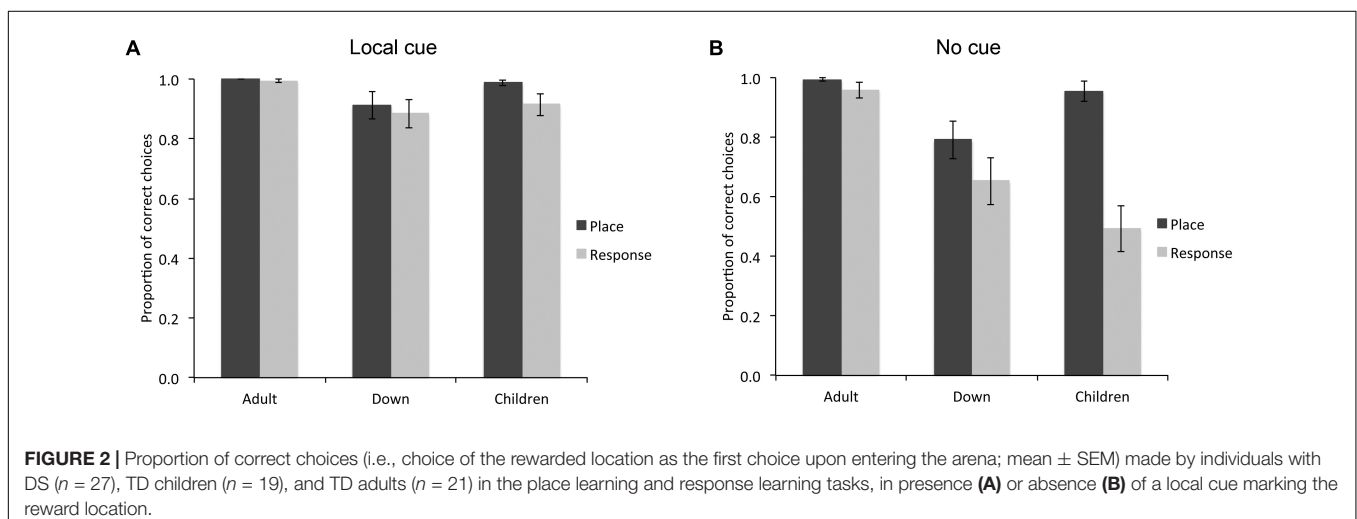 A
Local cue
Proportion of correct choices
1.0
0.8
0.6
0.4
0.2
0.0
Adult
Down
Children
Place
Response
B
No cue
Proportion of correct choices
1.0
0.8
0.6
0.4
0.2
0.0
Adult
Down
Children
Place
Response
FIGURE 2 | Proportion of correct choices (i.e., choice of the rewarded location as the first choice upon entering the arena; mean ± SEM) made by individuals with
DS (n = 27), TD children (n = 19), and TD adults (n = 21) in the place learning and response learning tasks, in presence (A) or absence (B) of a local cue marking the
reward location.